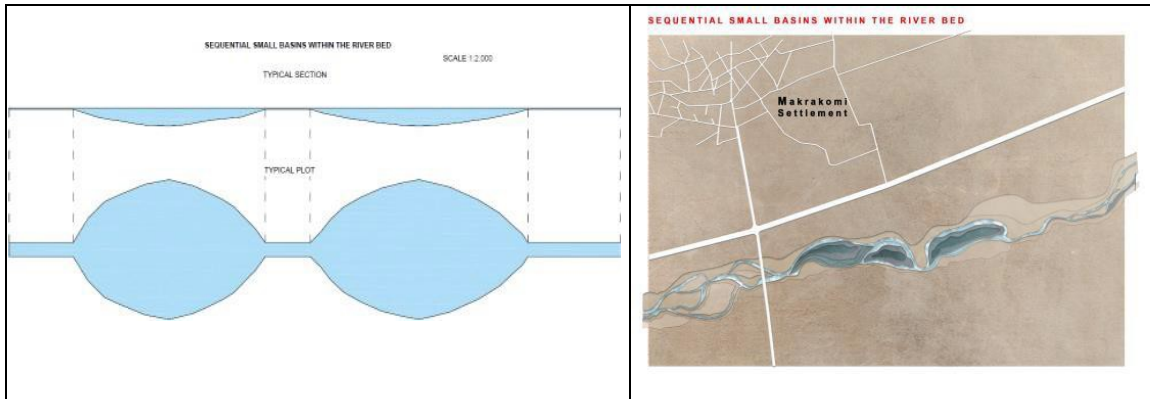 SEQUENTIAL SMALL BASINS WITHIN THE RIVER BED
SCALE 1:2.000
TYPICAL SECTION
TYPICAL PLOT
SEQUENTIAL SMALL BASINS WITHIN THE RIVER BED
Makrakomi
Settlement